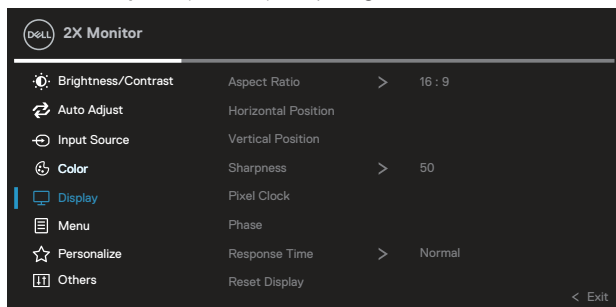 DELL 2X Monitor
Brightness/Contrast Aspect Ratio > 16 : 9
Auto Adjust Horizontal Position
Input Source Vertical Position
Color Sharpness > 50
Display Pixel Clock
Menu Phase
Personalize Response Time > Normal
Others Reset Display
< Exit